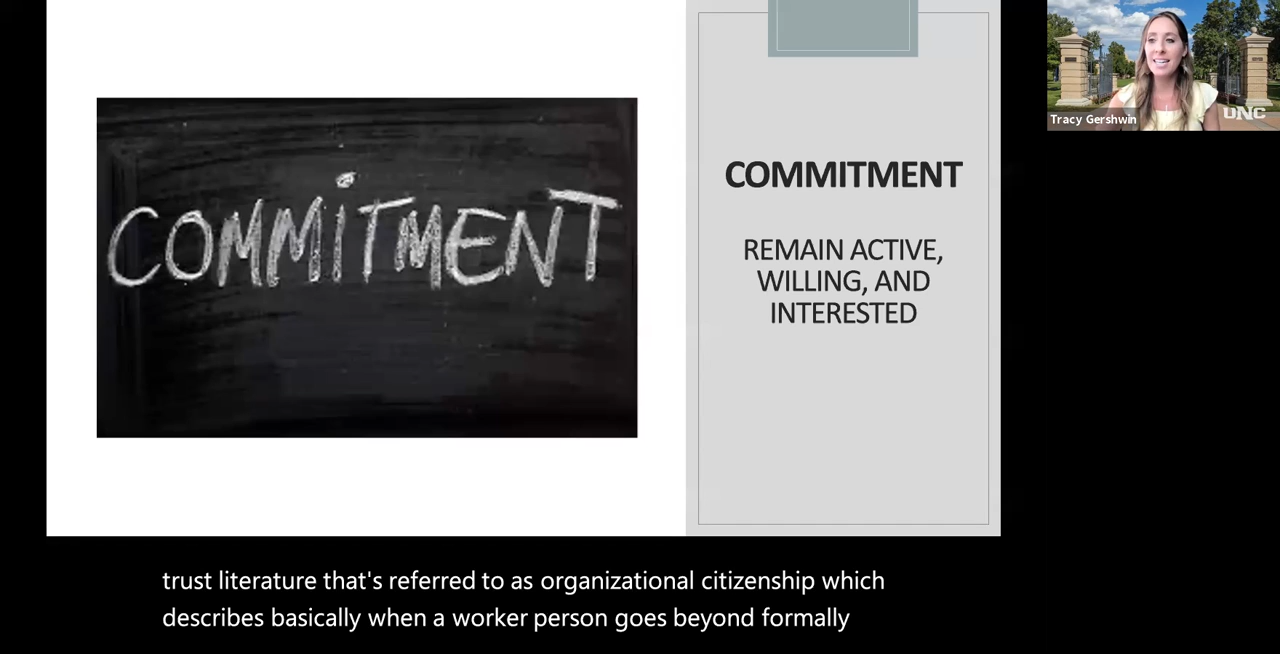 COMMiTMENT
COMMITMENT
REMAIN ACTIVE,
WILLING, AND
INTERESTED
Tracy Gershwin
UNC
trust literature that's referred to as organizational citizenship which
describes basically when a worker person goes beyond formally